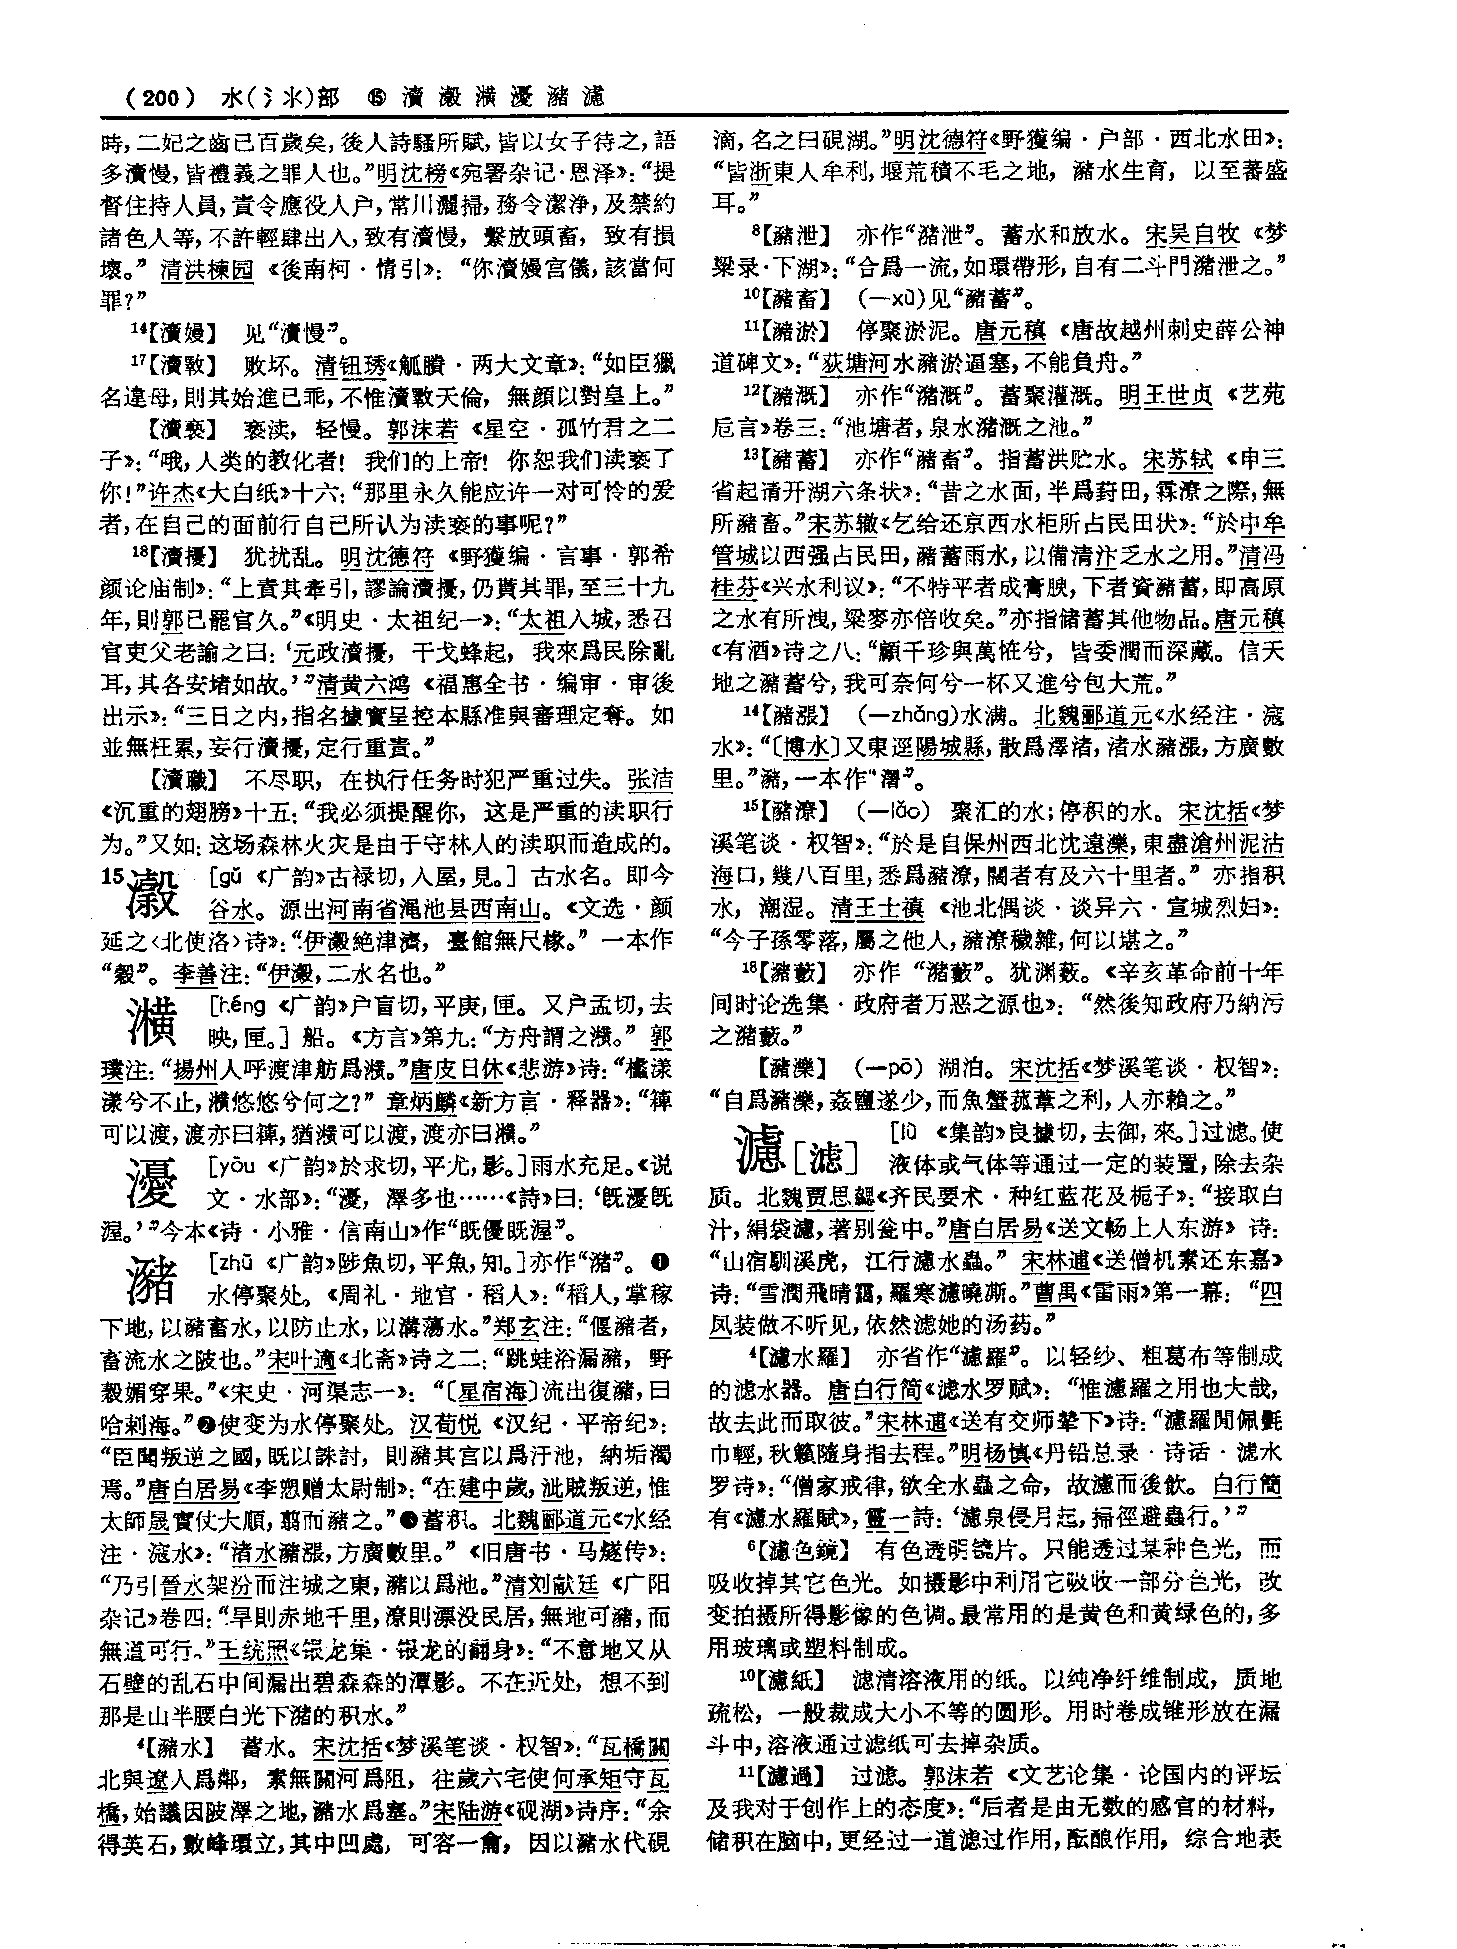 （200） 水(氵氺)部 ⑮ 瀆 瀔 瀇 瀀 瀦 濾
時，二妃之齒已百歲矣，後人詩騷所賦，皆以女子待之，語
多瀆慢，皆禮義之罪人也。”明沈榜《宛署杂记·恩泽》：“提
督住持人員，責令應役人户，常川灑掃，務令潔浄，及禁約
諸色人等，不許輕肆出入，致有瀆慢，繫放頭畜，致有損
壞。”清洪楝园《後南柯·情引》：“你瀆嫚宫儀，該當何
罪？”
14【瀆嫚】 见“瀆慢”。
17【瀆斁】 败坏。清钮琇《觚賸·两大文章》：“如臣獵
名違母，則其始進已乖，不惟瀆斁天倫，無顔以對皇上。”
【瀆褻】 亵渎，轻慢。郭沫若《星空·孤竹君之二
子》：“哦，人类的教化者！我们的上帝！你恕我们渎亵了
你！”许杰《大白纸》十六：“那里永久能应许一对可怜的爱
者，在自己的面前行自己所认为渎亵的事呢？”
18【瀆擾】 犹扰乱。明沈德符《野獲编·言事·郭希
颜论庙制》：“上責其牽引，謬論瀆擾，仍貰其罪，至三十九
年，則郭已罷官久。”《明史·太祖纪一》：“太祖入城，悉召
官吏父老諭之曰：‘元政瀆擾，干戈蜂起，我來爲民除亂
耳，其各安堵如故。’”清黄六鸿《福惠全书·编审·审後
出示》：“三日之内，指名據實呈控本縣准與審理定奪。如
並無枉累，妄行瀆擾，定行重責。”
【瀆職】 不尽职，在执行任务时犯严重过失。张洁
《沉重的翅膀》十五：“我必须提醒你，这是严重的渎职行
为。”又如：这场森林火灾是由于守林人的渎职而造成的。
15瀔 [gǔ 《广韵》古禄切，入屋，見。] 古水名。即今
谷水。源出河南省渑池县西南山。《文选·颜
延之〈北使洛〉诗》：“伊瀔絶津濟，臺館無尺椽。”一本作
“榖”。李善注：“伊瀔，二水名也。”
[héng 《广韵》户盲切，平庚，匣。又户孟切，去
映，匣。] 船。《方言》第九：“方舟謂之㶇。”郭
璞注：“揚州人呼渡津舫爲㶇。”唐皮日休《悲游》诗：“欚漾
漾兮不止，㶇悠悠兮何之？”章炳麟《新方言·释器》：“箄
可以渡，渡亦曰箄，猶㶇可以渡，渡亦曰㶇。”
瀀 [yōu 《广韵》於求切，平尤，影。]雨水充足。《说
文·水部》：“瀀，澤多也……《詩》曰：‘既瀀既
渥。’”今本《诗·小雅·信南山》作“既優既渥”。
瀦 [zhū 《广韵》陟魚切，平魚，知。]亦作“潴”。❶
水停聚处。《周礼·地官·稻人》：“稻人，掌稼
下地，以瀦畜水，以防止水，以溝蕩水。”郑玄注：“偃瀦者，
畜流水之陂也。”宋叶適《北斋》诗之二：“跳蛙浴漏瀦，野
縠媚穿果。”《宋史·河渠志一》：“〔星宿海〕流出復瀦，曰
哈剌海。”❷使变为水停聚处。汉荀悦《汉纪·平帝纪》：
“臣聞叛逆之國，既以誅討，則瀦其宫以爲汙池，納垢濁
焉。”唐白居易《李愬赠太尉制》：“在建中歲，泚賊叛逆，惟
太師晟實仗大順，翦而瀦之。”❸蓄积。北魏郦道元《水经
注·滱水》：“渚水瀦漲，方廣數里。”《旧唐书·马燧传》：
“乃引晉水架汾而注城之東，瀦以爲池。”清刘献廷《广阳
杂记》卷四：“旱則赤地千里，潦則漂没民居，無地可瀦，而
無道可行。”王统照《银龙集·银龙的翻身》：“不意地又从
石壁的乱石中间漏出碧森森的潭影。不在近处，想不到
那是山半腰白光下潴的积水。”
4【瀦水】 蓄水。宋沈括《梦溪笔谈·权智》：“瓦橋關
北與遼人爲鄰，素無關河爲阻，往歲六宅使何承矩守瓦
橋，始議因陂澤之地，瀦水爲塞。”宋陆游《砚湖》诗序：“余
得英石，數峰環立，其中凹處，可容一龠，因以瀦水代硯
滴，名之曰硯湖。”明沈德符《野獲编·户部·西北水田》：
“皆浙東人牟利，堰荒積不毛之地，瀦水生育，以至蕃盛
耳。”
8【瀦泄】 亦作“潴泄”。蓄水和放水。宋吴自牧《梦
粱录·下湖》：“合爲一流，如環帶形，自有二斗門瀦泄之。”
10【瀦畜】 （—xù）见“瀦蓄”。
11【瀦淤】 停聚淤泥。唐元稹《唐故越州刺史薛公神
道碑文》：“荻塘河水瀦淤逼塞，不能負舟。”
12【瀦溉】 亦作“潴溉”。蓄聚灌溉。明王世贞《艺苑
卮言》卷三：“池塘者，泉水潴溉之池。”
13【瀦蓄】 亦作“瀦畜”。指蓄洪贮水。宋苏轼《申三
省起请开湖六条状》：“昔之水面，半爲葑田，霖潦之際，無
所瀦畜。”宋苏辙《乞给还京西水柜所占民田状》：“於中牟
管城以西强占民田，瀦蓄雨水，以備清汴乏水之用。”清冯
桂芬《兴水利议》：“不特平者成膏腴，下者資瀦蓄，即高原
之水有所洩，粱麥亦倍收矣。”亦指储蓄其他物品。唐元稹
《有酒》诗之八：“顧千珍與萬怪兮，皆委潤而深藏。信天
地之瀦蓄兮，我可奈何兮一杯又進兮包大荒。”
14【瀦漲】 （—zhǎng）水满。北魏郦道元《水经注·滱
水》：“〔博水〕又東逕陽城縣，散爲澤渚，渚水瀦漲，方廣數
里。”瀦，一本作“潴”。
15【瀦潦】 （—lǎo） 聚汇的水；停积的水。宋沈括《梦
溪笔谈·权智》：“於是自保州西北沈遠濼，東盡滄州泥沽
海口，幾八百里，悉爲瀦潦，闊者有及六十里者。”亦指积
水，潮湿。清王士禛《池北偶谈·谈异六·宣城烈妇》：
“今子孫零落，屬之他人，瀦潦穢雜，何以堪之。”
18【瀦藪】 亦作“潴藪”。犹渊薮。《辛亥革命前十年
间时论选集·政府者万恶之源也》：“然後知政府乃納污
之潴藪。”
【瀦濼】 （—pō） 湖泊。宋沈括《梦溪笔谈·权智》：
“自爲瀦濼，姦鹽遂少，而魚蟹菰葦之利，人亦賴之。”
濾[滤] [lǜ 《集韵》良據切，去御，來。]过滤。使
液体或气体等通过一定的装置，除去杂
质。北魏贾思勰《齐民要术·种红蓝花及栀子》：“接取白
汁，絹袋濾，著别瓮中。”唐白居易《送文畅上人东游》诗：
“山宿馴溪虎，江行濾水蟲。”宋林逋《送僧机素还东嘉》
诗：“雪潤飛晴靄，羅寒濾曉澌。”曹禺《雷雨》第一幕：“四
凤装做不听见，依然滤她的汤药。”
4【濾水羅】 亦省作“濾羅”。以轻纱、粗葛布等制成
的滤水器。唐白行简《滤水罗赋》：“惟濾羅之用也大哉，
故去此而取彼。”宋林逋《送有交师辇下》诗：“濾羅閒佩氎
巾輕，秋籟隨身指去程。”明杨慎《丹铅总录·诗话·滤水
罗诗》：“僧家戒律，欲全水蟲之命，故濾而後飲。白行簡
有《濾水羅賦》，靈一詩：‘濾泉侵月起，掃徑避蟲行。’”
6【濾色鏡】 有色透明镜片。只能透过某种色光，而
吸收掉其它色光。如摄影中利用它吸收一部分色光，改
变拍摄所得影像的色调。最常用的是黄色和黄绿色的，多
用玻璃或塑料制成。
10【濾紙】 滤清溶液用的纸。以纯净纤维制成，质地
疏松，一般裁成大小不等的圆形。用时卷成锥形放在漏
斗中，溶液通过滤纸可去掉杂质。
11【濾過】 过滤。郭沫若《文艺论集·论国内的评坛
及我对于创作上的态度》：“后者是由无数的感官的材料，
储积在脑中，更经过一道滤过作用，酝酿作用，综合地表